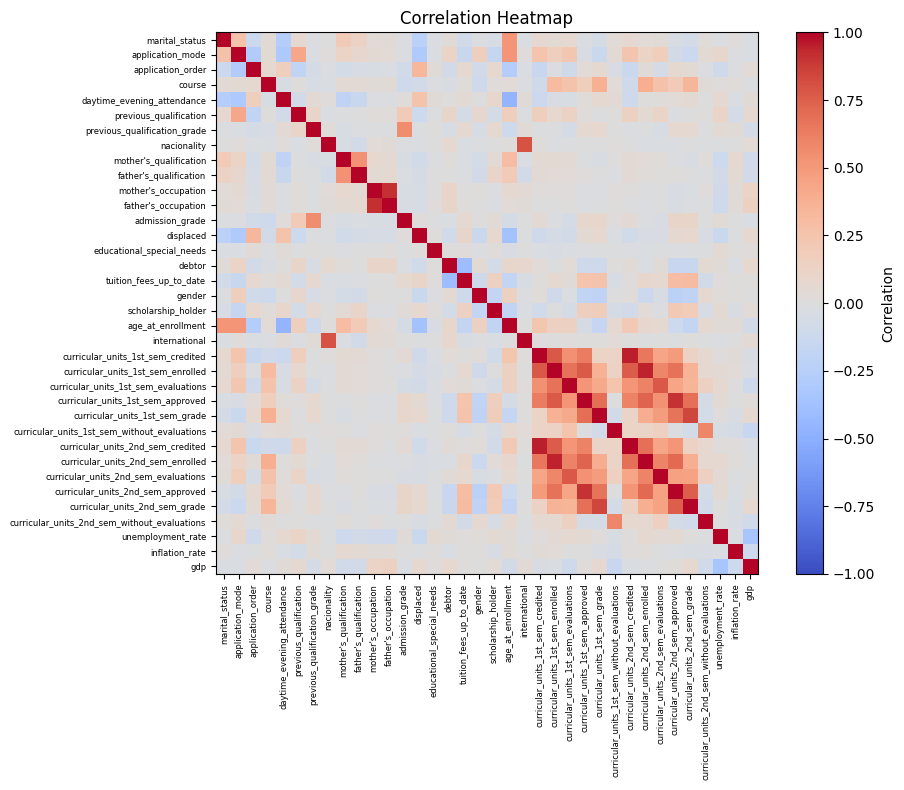 Correlation Heatmap
marital_status
application_mode
application_order
course
daytime_evening_attendance
previous_qualification
previous_qualification_grade
nacionality
mother's_qualification
father's_qualification
mother's_occupation
father's_occupation
admission_grade
displaced
educational_special_needs
debtor
tuition_fees_up_to_date
gender
scholarship_holder
age_at_enrollment
international
curricular_units_1st_sem_credited
curricular_units_1st_sem_enrolled
curricular_units_1st_sem_evaluations
curricular_units_1st_sem_approved
curricular_units_1st_sem_grade
curricular_units_1st_sem_without_evaluations
curricular_units_2nd_sem_credited
curricular_units_2nd_sem_enrolled
curricular_units_2nd_sem_evaluations
curricular_units_2nd_sem_approved
curricular_units_2nd_sem_grade
curricular_units_2nd_sem_without_evaluations
unemployment_rate
inflation_rate
gdp
marital_status
application_mode
application_order
course
daytime_evening_attendance
previous_qualification
previous_qualification_grade
nacionality
mother's_qualification
father's_qualification
mother's_occupation
father's_occupation
admission_grade
displaced
educational_special_needs
debtor
tuition_fees_up_to_date
gender
scholarship_holder
age_at_enrollment
international
curricular_units_1st_sem_credited
curricular_units_1st_sem_enrolled
curricular_units_1st_sem_evaluations
curricular_units_1st_sem_approved
curricular_units_1st_sem_grade
curricular_units_1st_sem_without_evaluations
curricular_units_2nd_sem_credited
curricular_units_2nd_sem_enrolled
curricular_units_2nd_sem_evaluations
curricular_units_2nd_sem_approved
curricular_units_2nd_sem_grade
curricular_units_2nd_sem_without_evaluations
unemployment_rate
inflation_rate
gdp
1.00
0.75
0.50
0.25
0.00
−0.25
−0.50
−0.75
−1.00
Correlation